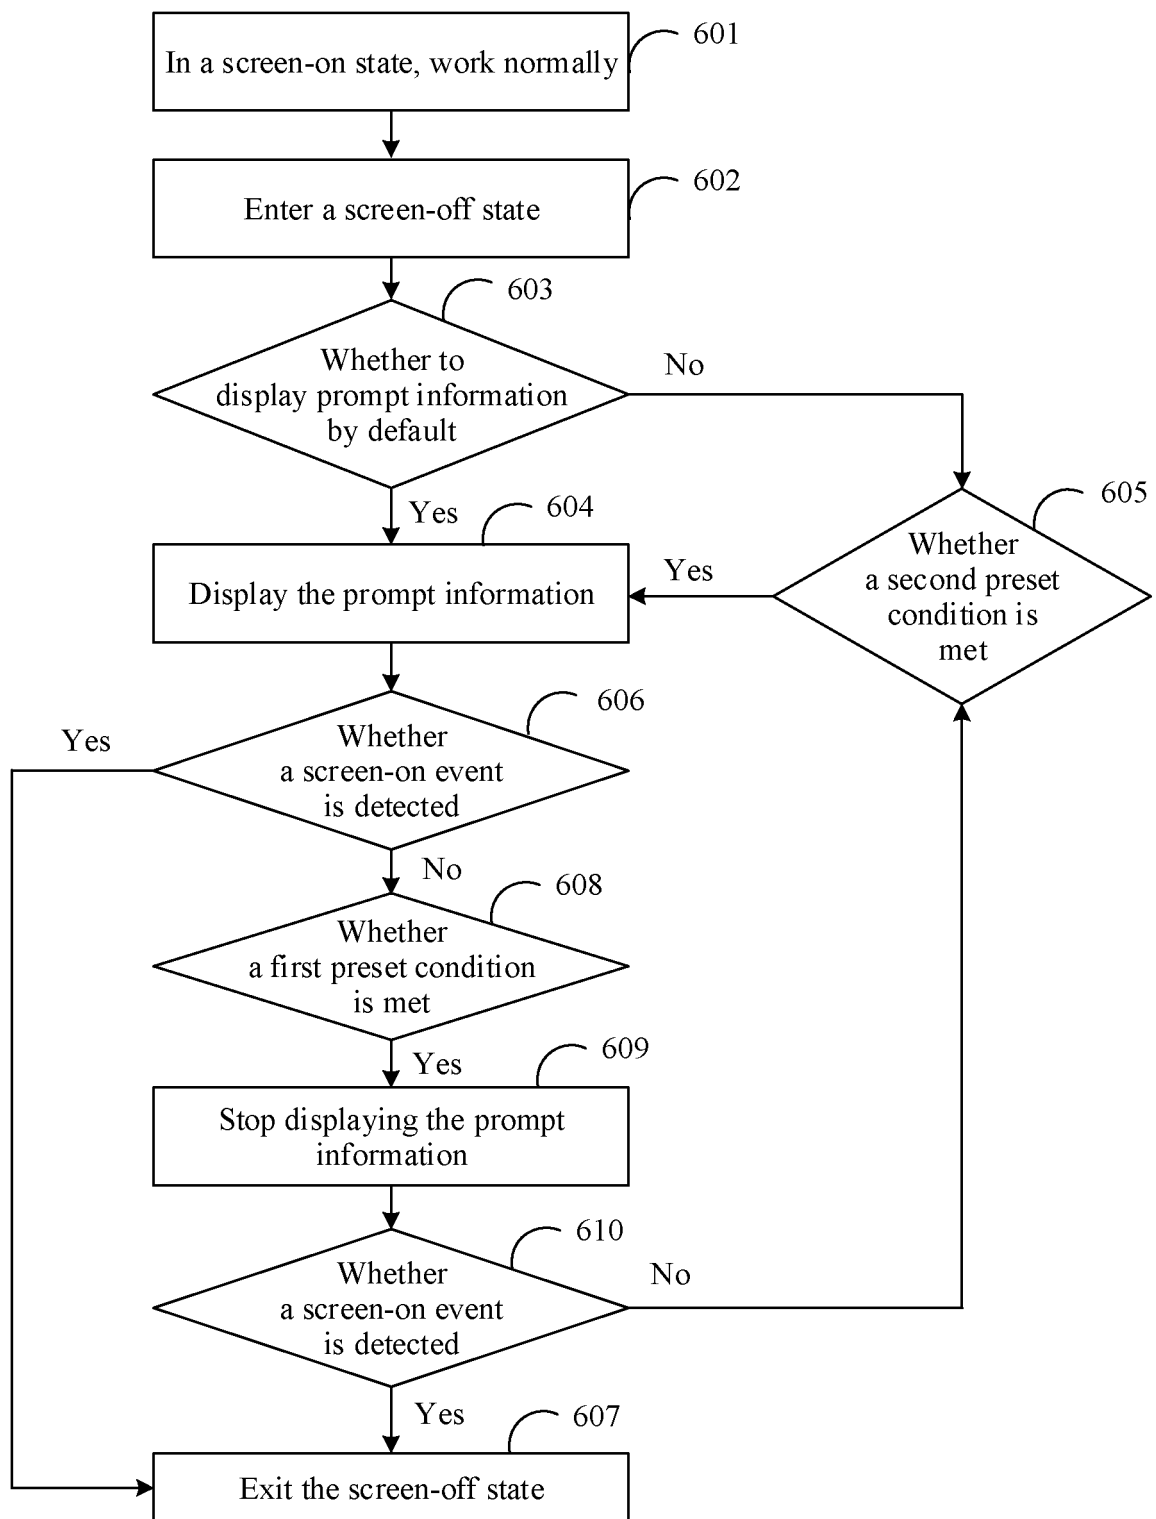 In a screen-on state, work normally
601
Enter a screen-off state
602
603
Whether to
display prompt information
by default
No
Yes
604
605
Display the prompt information
Yes
Whether
a second preset
condition is
met
606
Yes
Whether
a screen-on event
is detected
No
608
Whether
a first preset condition
is met
Yes
609
Stop displaying the prompt
information
610
Whether
a screen-on event
is detected
No
Yes
607
Exit the screen-off state